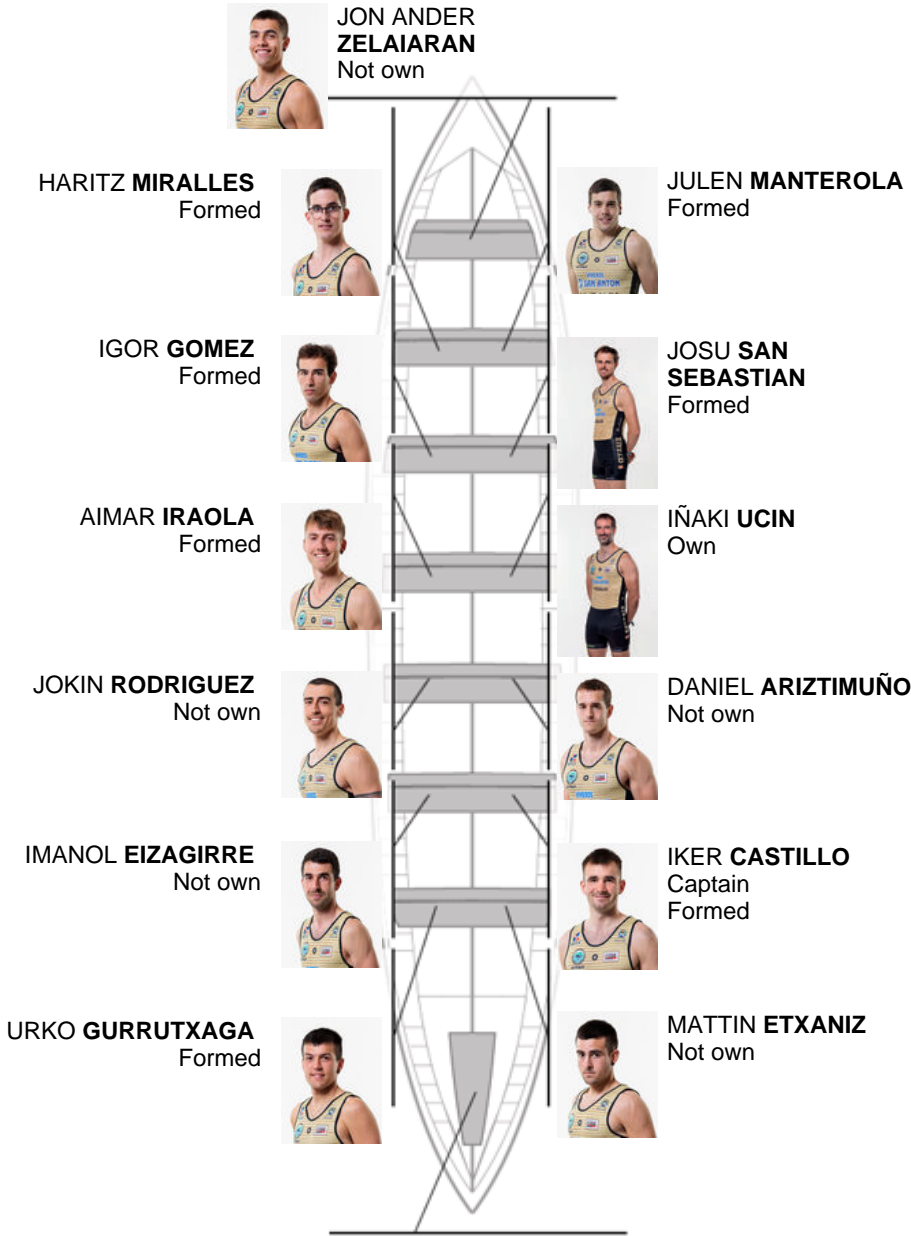 JON ANDER
ZELAIARAN
Not own
HARITZ MIRALLES
Formed
JULEN MANTEROLA
Formed
IGOR GOMEZ
Formed
JOSU SAN
SEBASTIAN
Formed
AIMAR IRAOLA
Formed
IÑAKI UCIN
Own
JOKIN RODRIGUEZ
Not own
DANIEL ARIZTIMUÑO
Not own
IMANOL EIZAGIRRE
Not own
IKER CASTILLO
Captain
Formed
URKO GURRUTXAGA
Formed
MATTIN ETXANIZ
Not own
SAN ANTON